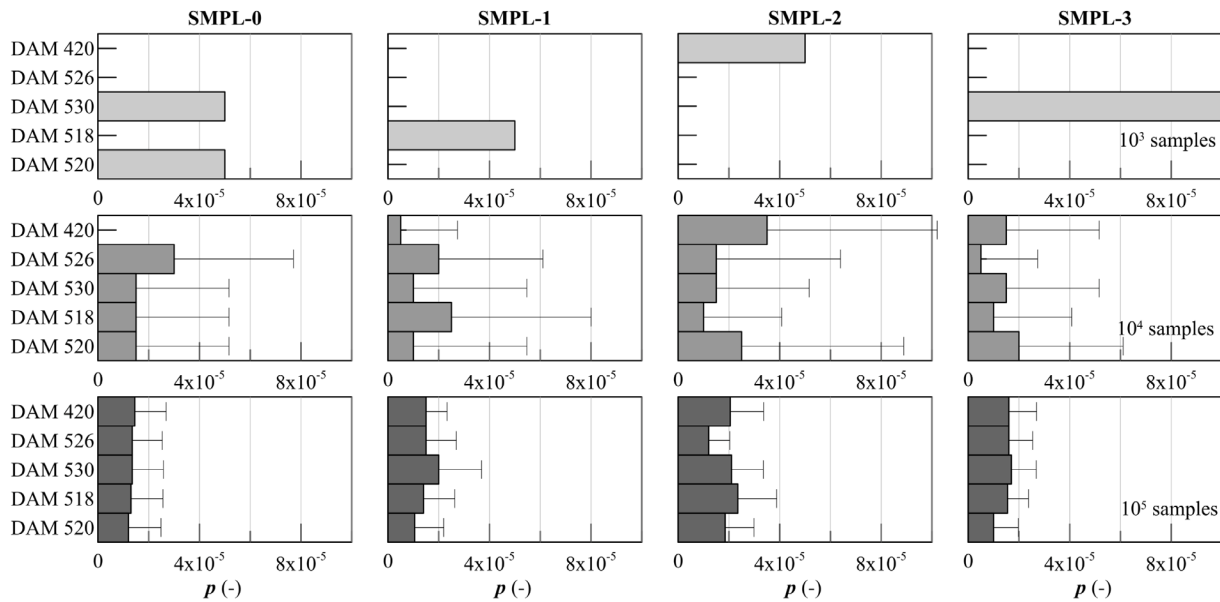 SMPL-0 SMPL-1 SMPL-2 SMPL-3
DAM 420
DAM 526
DAM 530
DAM 518
DAM 520
10³ samples
0 4x10⁻⁵ 8x10⁻⁵ 0 4x10⁻⁵ 8x10⁻⁵ 0 4x10⁻⁵ 8x10⁻⁵ 0 4x10⁻⁵ 8x10⁻⁵
DAM 420
DAM 526
DAM 530
DAM 518
DAM 520
10⁴ samples
0 4x10⁻⁵ 8x10⁻⁵ 0 4x10⁻⁵ 8x10⁻⁵ 0 4x10⁻⁵ 8x10⁻⁵ 0 4x10⁻⁵ 8x10⁻⁵
DAM 420
DAM 526
DAM 530
DAM 518
DAM 520
10⁵ samples
0 4x10⁻⁵ 8x10⁻⁵ 0 4x10⁻⁵ 8x10⁻⁵ 0 4x10⁻⁵ 8x10⁻⁵ 0 4x10⁻⁵ 8x10⁻⁵
p (-) p (-) p (-) p (-)